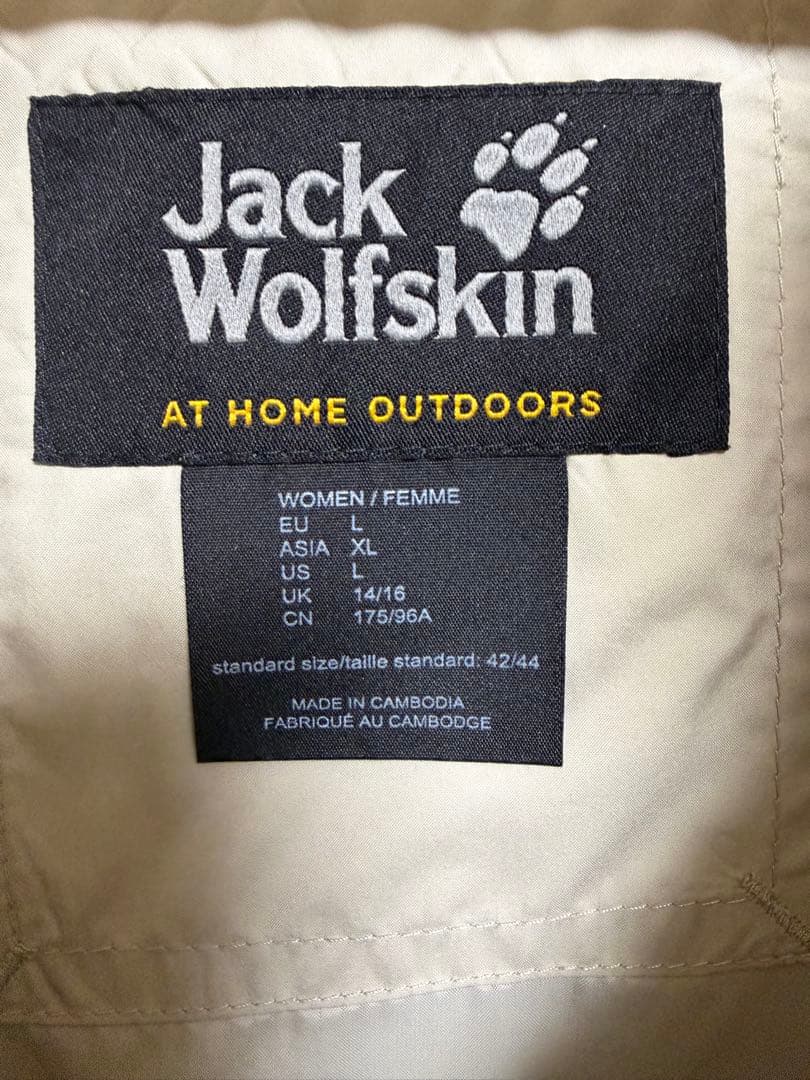 Jack
Wolfskin
AT HOME OUTDOORS
WOMEN / FEMME
EU L
ASIA XL
US L
UK 14/16
CN 175/96A
standard size/taille standard: 42/44
MADE IN CAMBODIA
FABRIQUÉ AU CAMBODGE